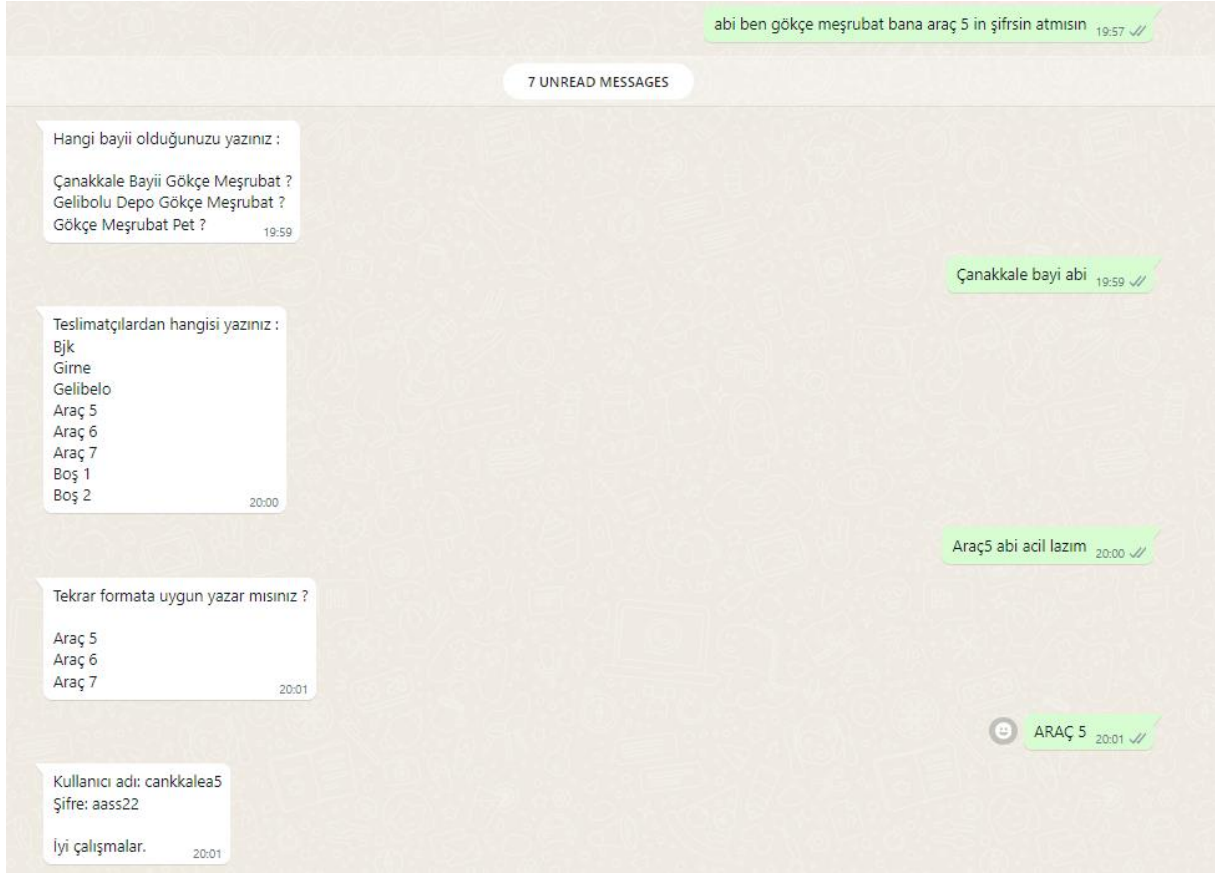 abi ben gökçe meşrubat bana araç 5 in şifrsin atmısın 19:57
7 UNREAD MESSAGES
Hangi bayii olduğunuzu yazınız :
Çanakkale Bayii Gökçe Meşrubat ?
Gelibolu Depo Gökçe Meşrubat ?
Gökçe Meşrubat Pet ? 19:59
Çanakkale bayi abi 19:59
Teslimatçılardan hangisi yazınız :
Bjk
Girne
Gelibelo
Araç 5
Araç 6
Araç 7
Boş 1
Boş 2 20:00
Araç5 abi acil lazım 20:00
Tekrar formata uygun yazar mısınız ?
Araç 5
Araç 6
Araç 7 20:01
ARAÇ 5 20:01
Kullanıcı adı: cankkalea5
Şifre: aass22
İyi çalışmalar. 20:01